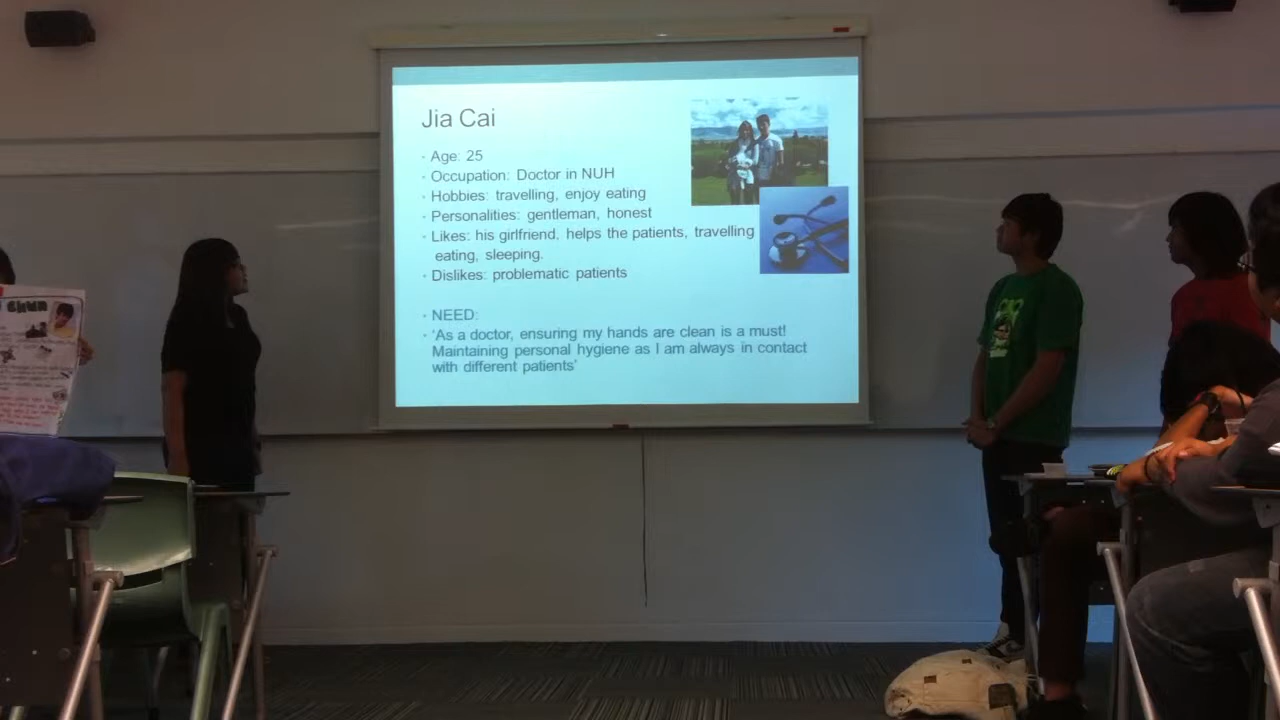 Jia Cai
• Age: 25
• Occupation: Doctor in NUH
• Hobbies: travelling, enjoy eating
• Personalities: gentleman, honest
• Likes: his girlfriend, helps the patients, travelling
eating, sleeping.
• Dislikes: problematic patients
• NEED:
• 'As a doctor, ensuring my hands are clean is a must!
Maintaining personal hygiene as I am always in contact
with different patients'